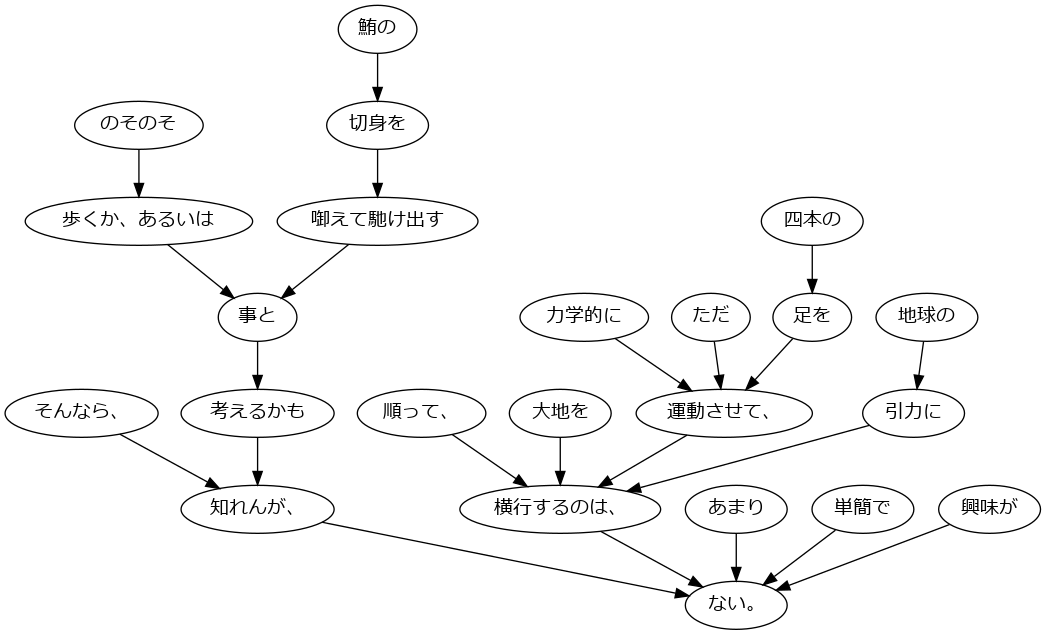 鮪の
のそのそ
切身を
歩くか、あるいは
啣えて馳け出す
四本の
事と
力学的に
ただ
足を
地球の
そんなら、
考えるかも
順って、
大地を
運動させて、
引力に
知れんが、
横行するのは、
あまり
単簡で
興味が
ない。